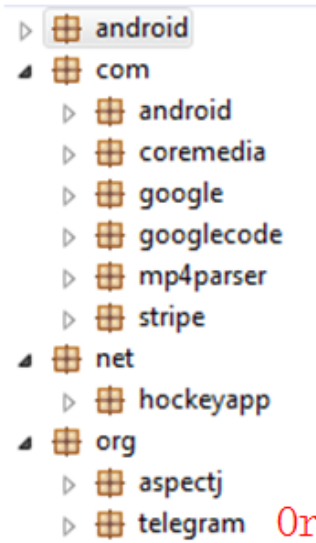 android
com
android
coremedia
google
googlecode
mp4parser
stripe
net
hockeyapp
org
aspectj
telegram Or